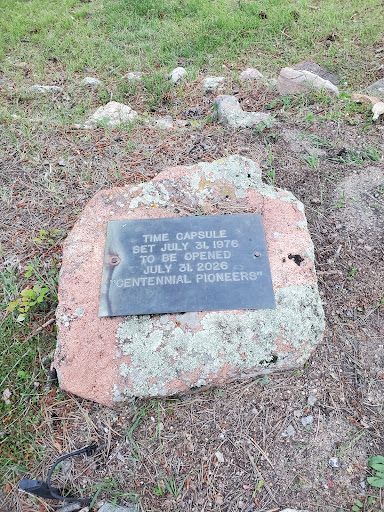 TIME CAPSULE
SET JULY 31, 1976
TO BE OPENED
JULY 31, 2026
"CENTENNIAL PIONEERS"